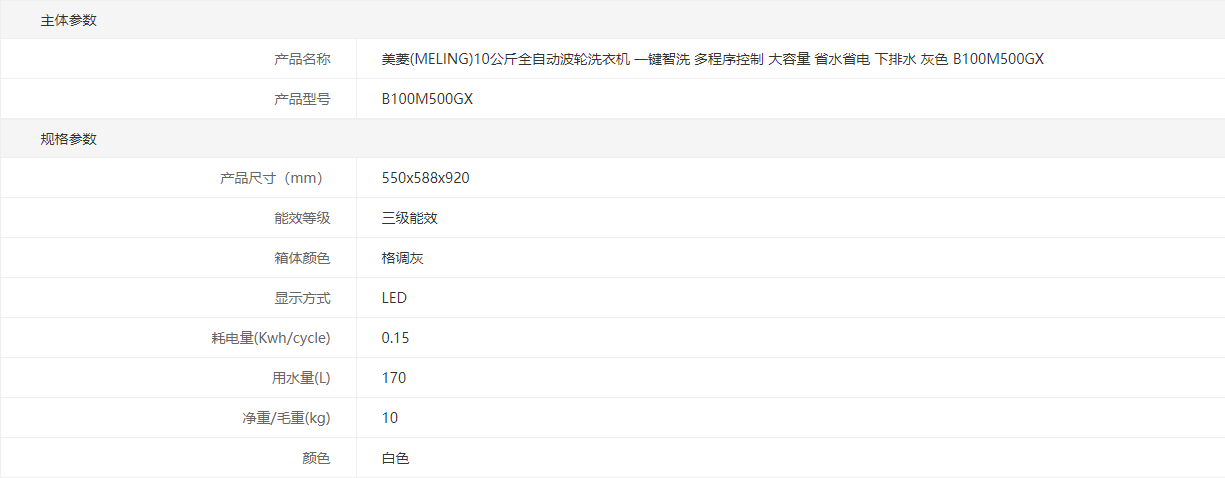 主体参数
产品名称 美菱(MELING)10公斤全自动波轮洗衣机 一键智洗 多程序控制 大容量 省水省电 下排水 灰色 B100M500GX
产品型号 B100M500GX
规格参数
产品尺寸（mm） 550x588x920
能效等级 三级能效
箱体颜色 格调灰
显示方式 LED
耗电量(Kwh/cycle) 0.15
用水量(L) 170
净重/毛重(kg) 10
颜色 白色